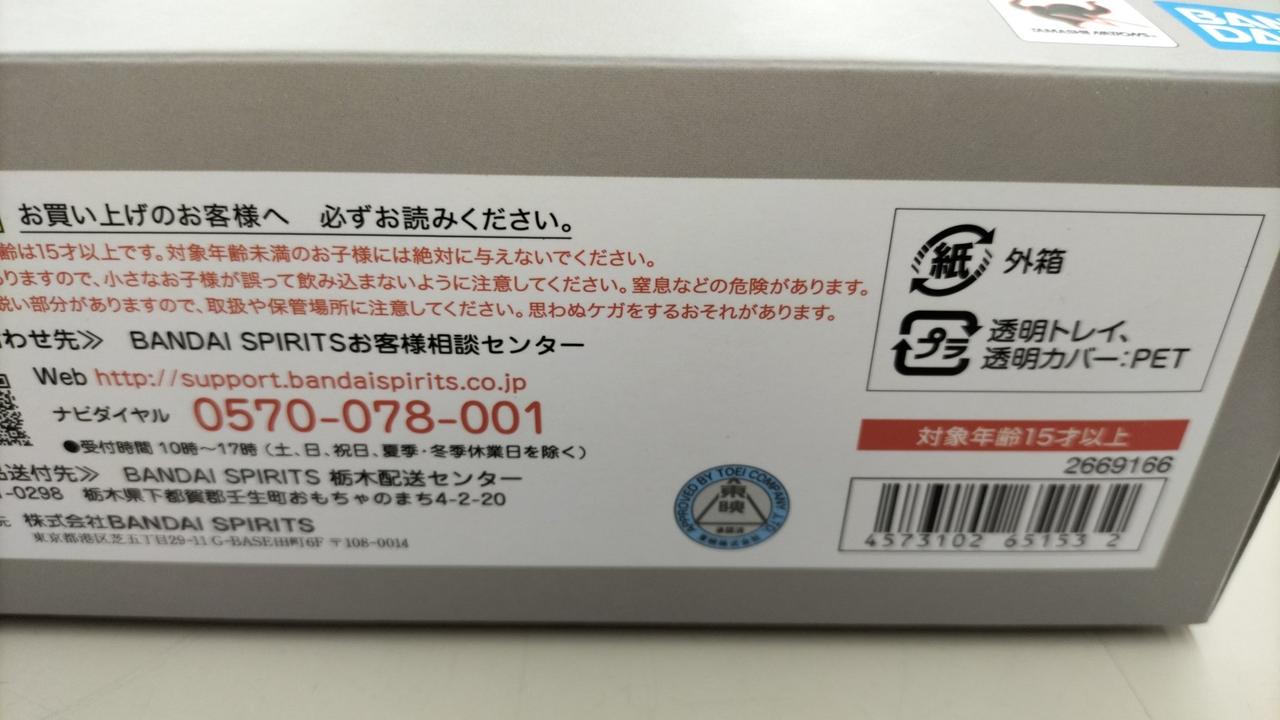 TAMASHII NATIONS
BAN
DA
お買い上げのお客様へ 必ずお読みください。
齢は15才以上です。対象年齢未満のお子様には絶対に与えないでください。
りますので、小さなお子様が誤って飲み込まないように注意してください。窒息などの危険があります。
鋭い部分がありますので、取扱や保管場所に注意してください。思わぬケガをするおそれがあります。
わせ先≫ BANDAI SPIRITSお客様相談センター
Web http://support.bandaispirits.co.jp
ナビダイヤル 0570-078-001
●受付時間 10時〜17時（土、日、祝日、夏季・冬季休業日を除く）
品送付先≫ BANDAI SPIRITS 栃木配送センター
1-0298 栃木県下都賀郡壬生町おもちゃのまち4-2-20
元 株式会社BANDAI SPIRITS
東京都港区芝五丁目29-11 G-BASE田町6F 〒108-0014
APPROVED BY TOEI COMPANY, LTD.
東映
東映株式会社
紙 外箱
プラ 透明トレイ、
透明カバー:PET
対象年齢15才以上
2669166
4573102 65153 2